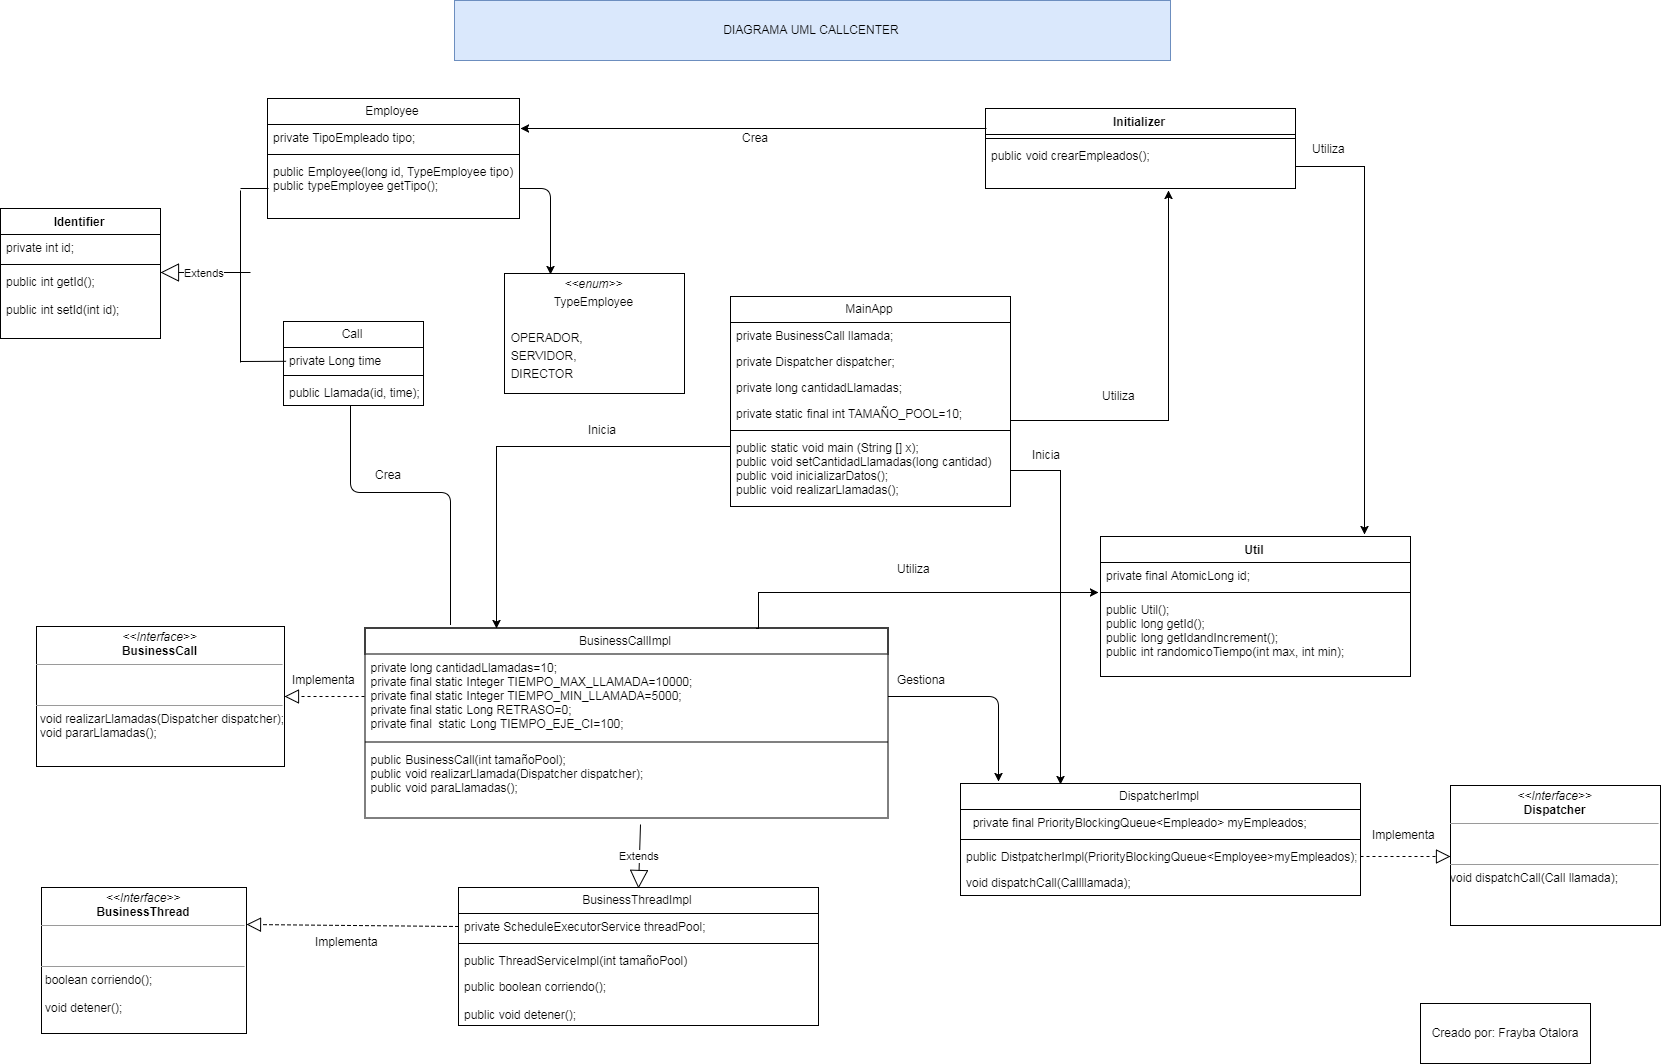 DIAGRAMA UML CALLCENTER
Employee
private TipoEmpleado tipo;
public Employee(long id, TypeEmployee tipo)
public typeEmployee getTipo();
Crea
Initializer
public void crearEmpleados();
Utiliza
Identifier
private int id;
public int getId();
public int setId(int id);
Extends
<<enum>>
TypeEmployee
OPERADOR,
SERVIDOR,
DIRECTOR
Call
private Long time
public Llamada(id, time);
MainApp
private BusinessCall llamada;
private Dispatcher dispatcher;
private long cantidadLlamadas;
private static final int TAMAÑO_POOL=10;
public static void main (String [] x);
public void setCantidadLlamadas(long cantidad)
public void inicializarDatos();
public void realizarLlamadas();
Utiliza
Inicia
Inicia
Crea
Util
private final AtomicLong id;
public Util();
public long getId();
public long getIdandIncrement();
public int randomicoTiempo(int max, int min);
Utiliza
<<Interface>>
BusinessCall
void realizarLlamadas(Dispatcher dispatcher);
void pararLlamadas();
Implementa
BusinessCallImpl
private long cantidadLlamadas=10;
private final static Integer TIEMPO_MAX_LLAMADA=10000;
private final static Integer TIEMPO_MIN_LLAMADA=5000;
private final static Long RETRASO=0;
private final  static Long TIEMPO_EJE_CI=100;
public BusinessCall(int tamañoPool);
public void realizarLlamada(Dispatcher dispatcher);
public void paraLlamadas();
Gestiona
DispatcherImpl
private final PriorityBlockingQueue<Empleado> myEmpleados;
public DistpatcherImpl(PriorityBlockingQueue<Employee>myEmpleados);
void dispatchCall(Callllamada);
Implementa
<<Interface>>
Dispatcher
void dispatchCall(Call llamada);
Extends
<<Interface>>
BusinessThread
boolean corriendo();
void detener();
Implementa
BusinessThreadImpl
private ScheduleExecutorService threadPool;
public ThreadServiceImpl(int tamañoPool)
public boolean corriendo();
public void detener();
Creado por: Frayba Otalora